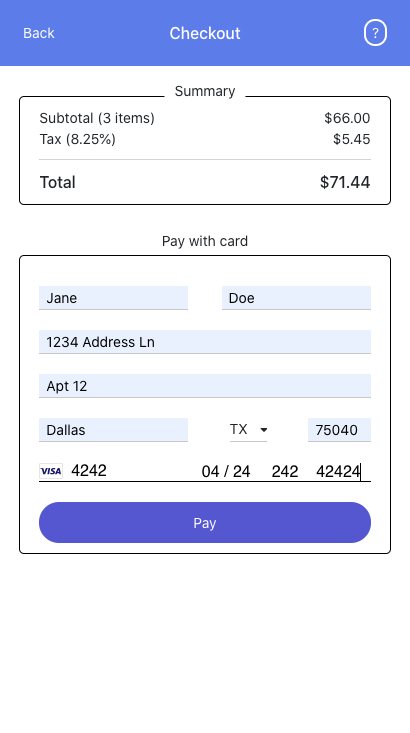 Back Checkout ?
Summary
Subtotal (3 items) $66.00
Tax (8.25%) $5.45
Total $71.44
Pay with card
Jane Doe
1234 Address Ln
Apt 12
Dallas TX 75040
VISA 4242 04 / 24 242 42424
Pay